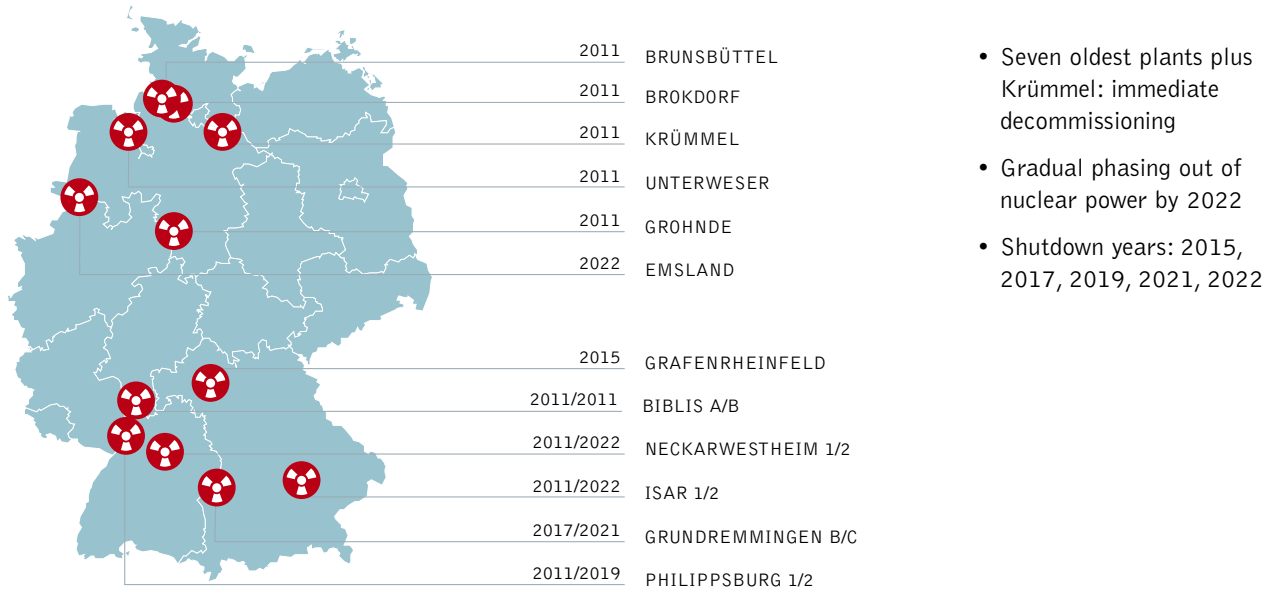 2011 BRUNSBÜTTEL
2011 BROKDORF
2011 KRÜMMEL
2011 UNTERWESER
2011 GROHNDE
2022 EMSLAND
2015 GRAFENRHEINFELD
2011/2011 BIBLIS A/B
2011/2022 NECKARWESTHEIM 1/2
2011/2022 ISAR 1/2
2017/2021 GRUNDREMMINGEN B/C
2011/2019 PHILIPPSBURG 1/2
• Seven oldest plants plus
Krümmel: immediate
decommissioning
• Gradual phasing out of
nuclear power by 2022
• Shutdown years: 2015,
2017, 2019, 2021, 2022